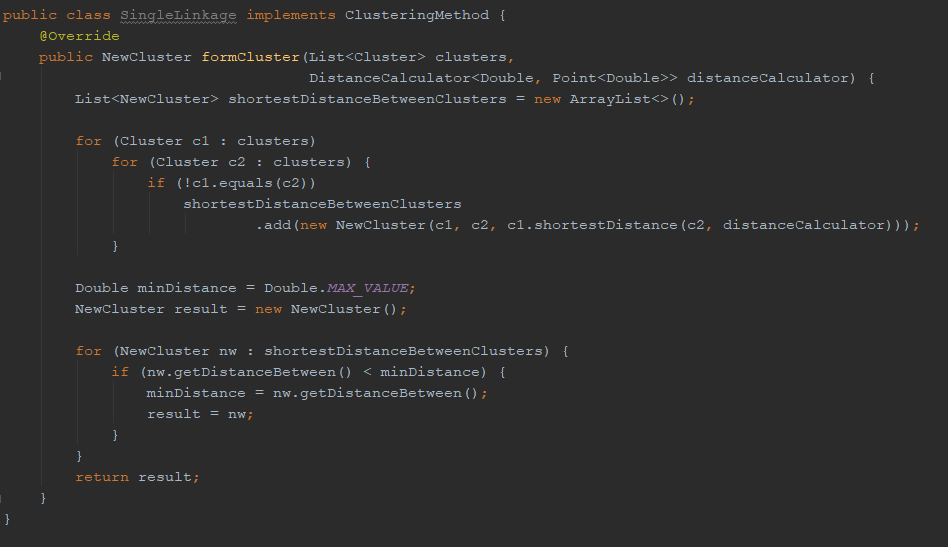 public class SingleLinkage implements ClusteringMethod {
    @Override
    public NewCluster formCluster(List<Cluster> clusters,
                                  DistanceCalculator<Double, Point<Double>> distanceCalculator) {
        List<NewCluster> shortestDistanceBetweenClusters = new ArrayList<>();

        for (Cluster c1 : clusters)
            for (Cluster c2 : clusters) {
                if (!c1.equals(c2))
                    shortestDistanceBetweenClusters
                            .add(new NewCluster(c1, c2, c1.shortestDistance(c2, distanceCalculator)));
            }

        Double minDistance = Double.MAX_VALUE;
        NewCluster result = new NewCluster();

        for (NewCluster nw : shortestDistanceBetweenClusters) {
            if (nw.getDistanceBetween() < minDistance) {
                minDistance = nw.getDistanceBetween();
                result = nw;
            }
        }
        return result;
    }
}